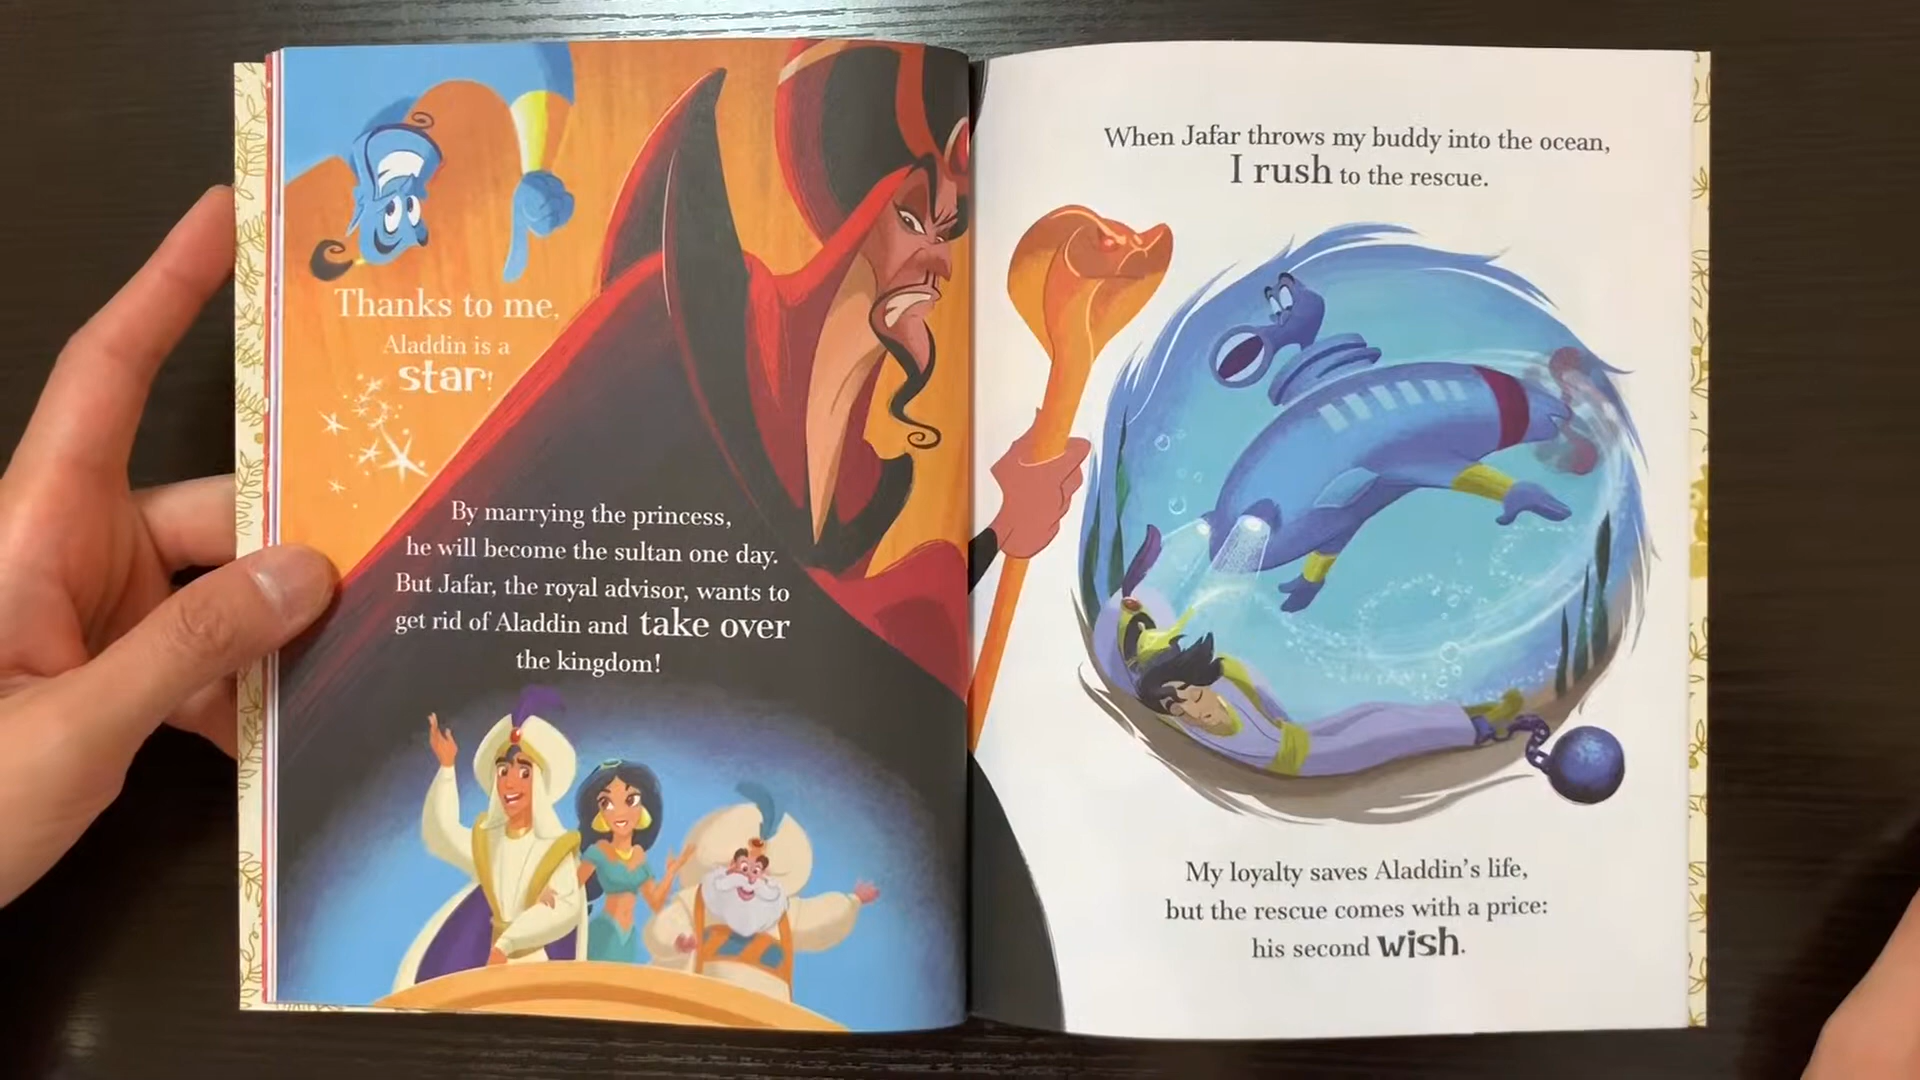 Thanks to me,
Aladdin is a
star!
By marrying the princess,
he will become the sultan one day.
But Jafar, the royal advisor, wants to
get rid of Aladdin and take over
the kingdom!
When Jafar throws my buddy into the ocean,
I rush to the rescue.
My loyalty saves Aladdin's life,
but the rescue comes with a price:
his second wish.